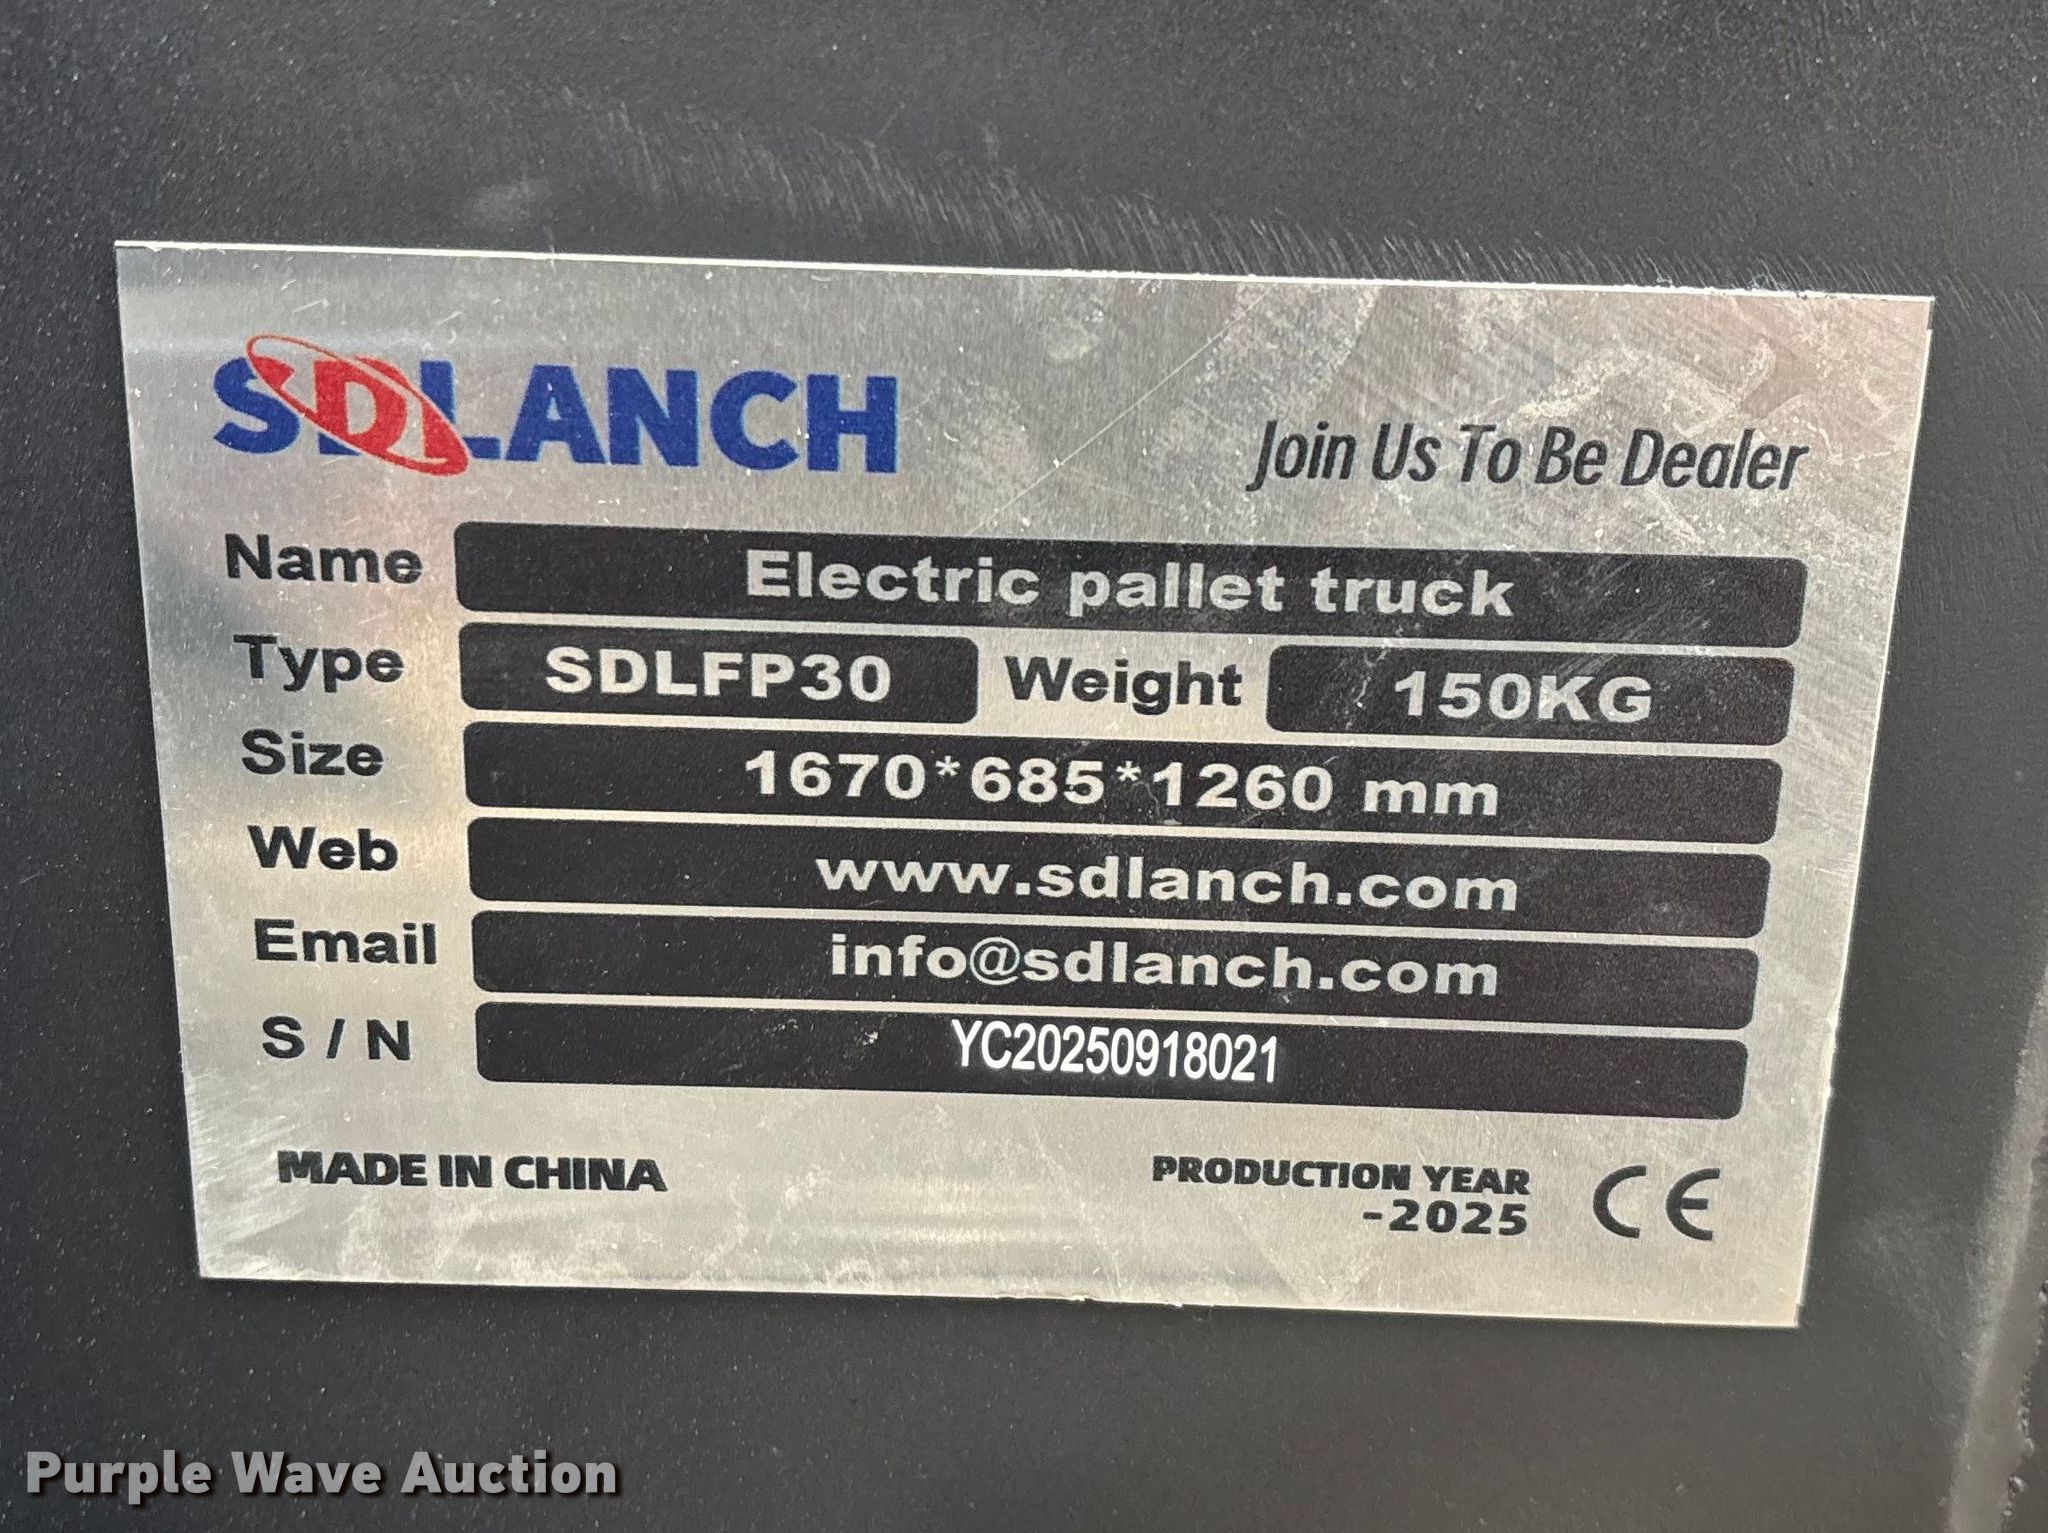 SDLANCH
Join Us To Be Dealer
Name Electric pallet truck
Type SDLFP30 Weight 150KG
Size 1670*685*1260 mm
Web www.sdlanch.com
Email info@sdlanch.com
S / N YC20250918021
MADE IN CHINA
PRODUCTION YEAR
-2025
CE
Purple Wave Auction